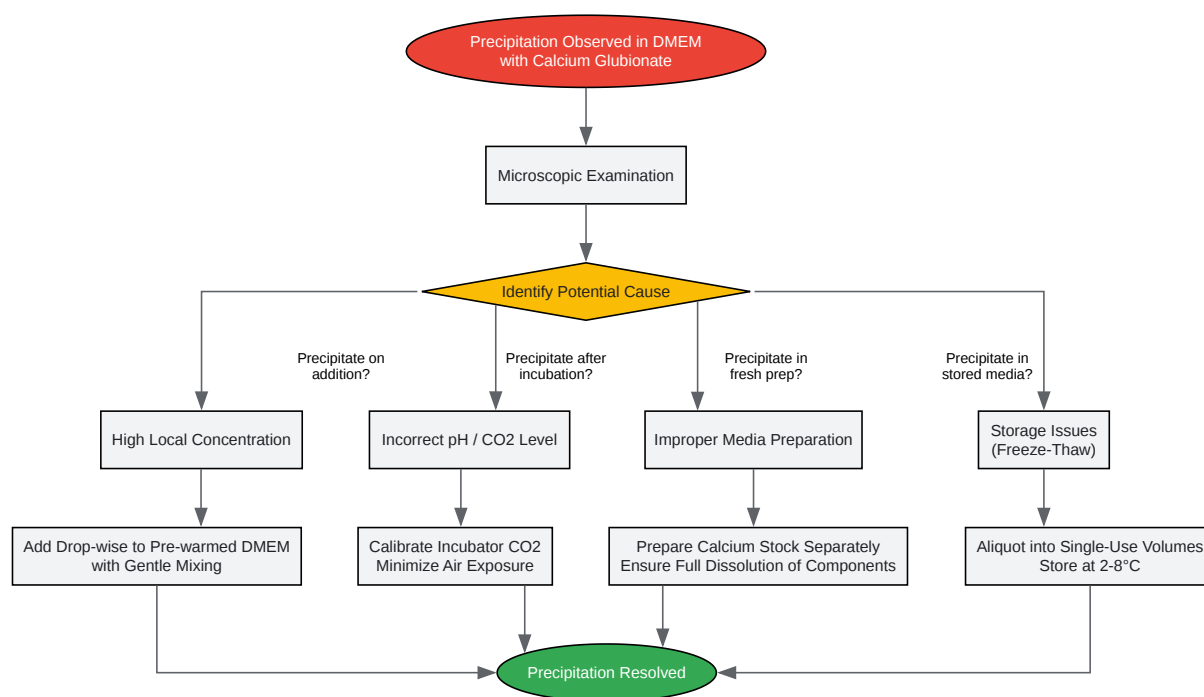 Precipitation Observed in DMEM
with Calcium Glubionate
Microscopic Examination
Identify Potential Cause
Precipitate on
addition?
Precipitate after
incubation?
Precipitate in
fresh prep?
Precipitate in
stored media?
High Local Concentration
Incorrect pH / CO2 Level
Improper Media Preparation
Storage Issues
(Freeze-Thaw)
Add Drop-wise to Pre-warmed DMEM
with Gentle Mixing
Calibrate Incubator CO2
Minimize Air Exposure
Prepare Calcium Stock Separately
Ensure Full Dissolution of Components
Aliquot into Single-Use Volumes
Store at 2-8°C
Precipitation Resolved